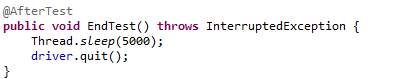 @AfterTest
public void EndTest() throws InterruptedException {
    Thread.sleep(5000);
    driver.quit();
}